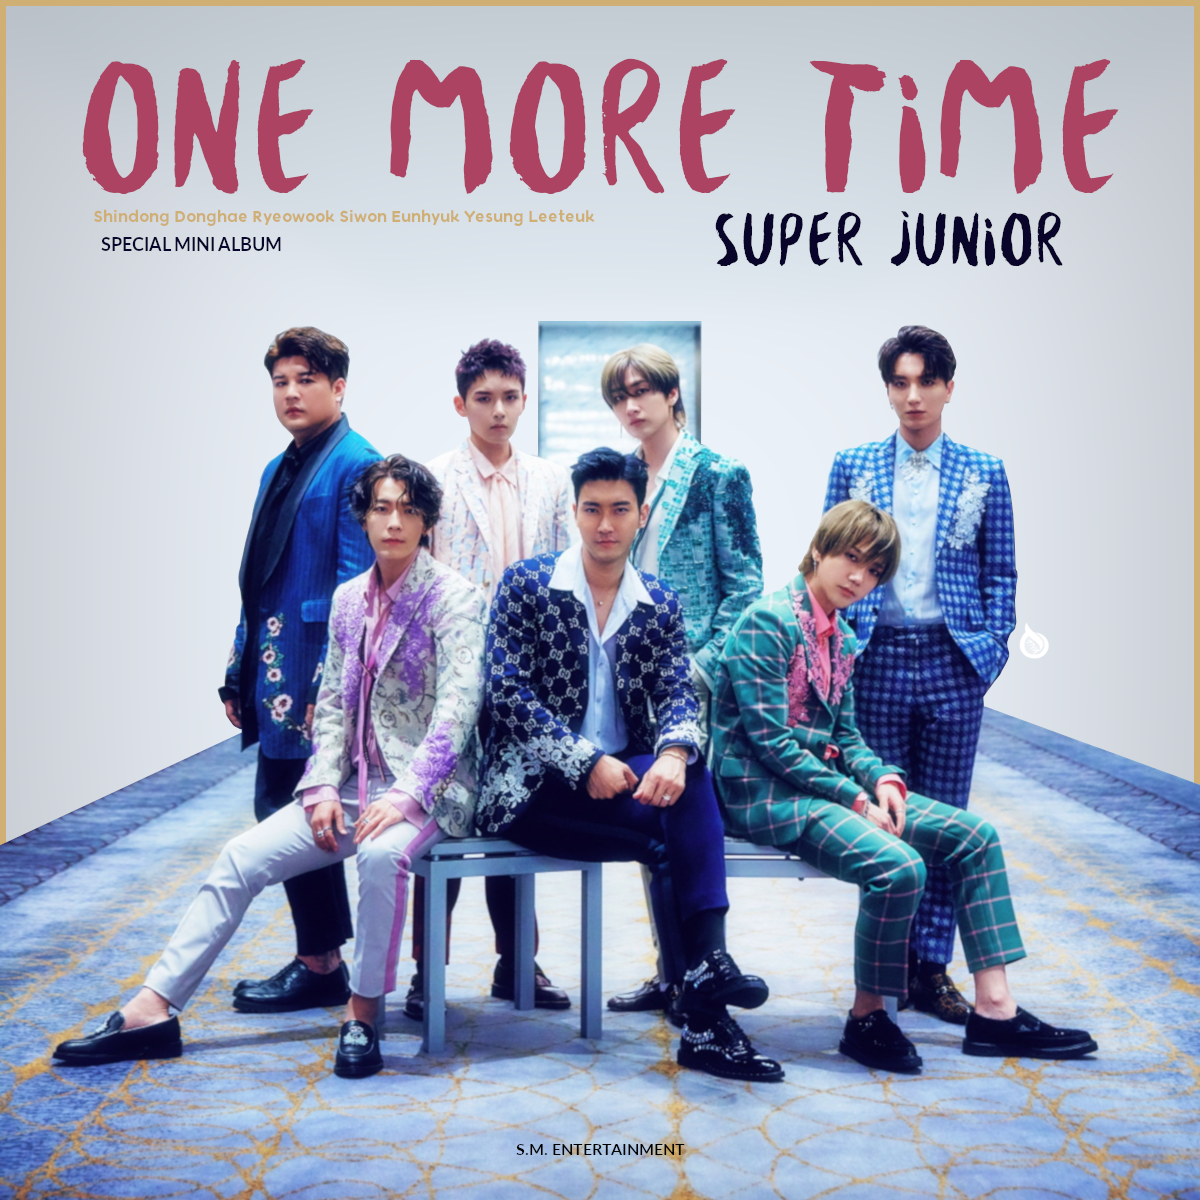 ONE MORE TiME
Shindong Donghae Ryeowook Siwon Eunhyuk Yesung Leeteuk
SPECIAL MINI ALBUM
SUPER JUNiOR
S.M. ENTERTAINMENT